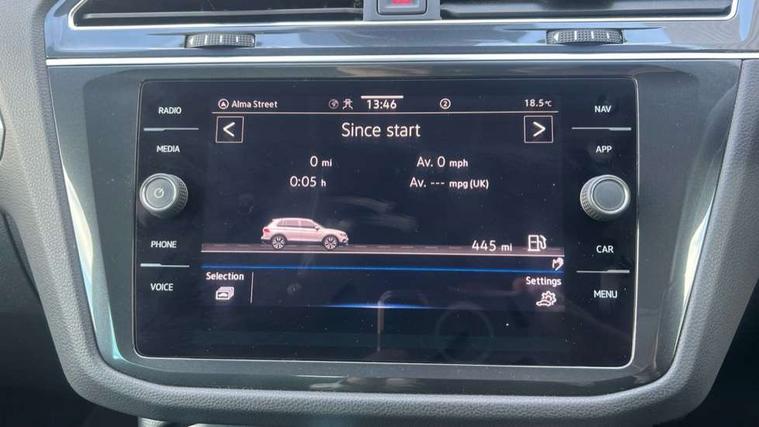 RADIO
MEDIA
PHONE
VOICE
Alma Street 13:46 2 18.5°C
< Since start >
0 mi Av. 0 mph
0:05 h Av. --- mpg (UK)
445 mi
Selection Settings
NAV
APP
CAR
MENU